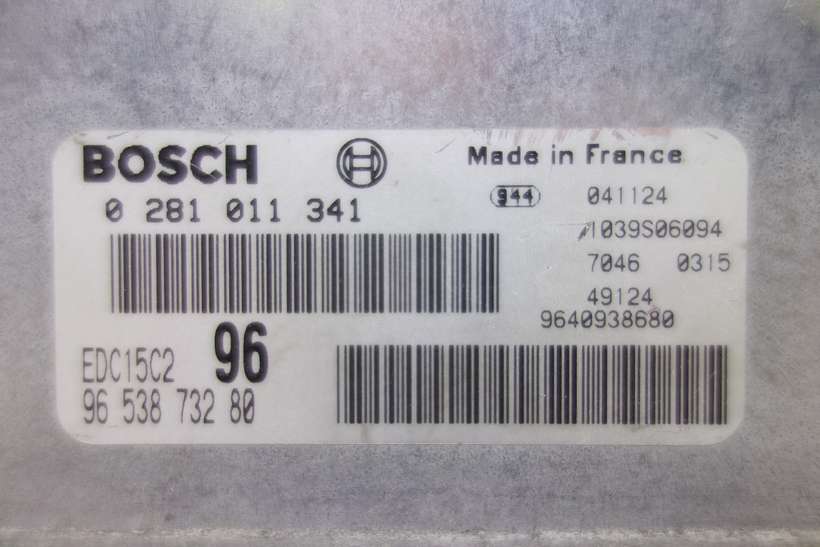 BOSCH
Made in France
0 281 011 341
944
041124
1039S06094
7046 0315
49124
9640938680
EDC15C2
96
96 538 732 80